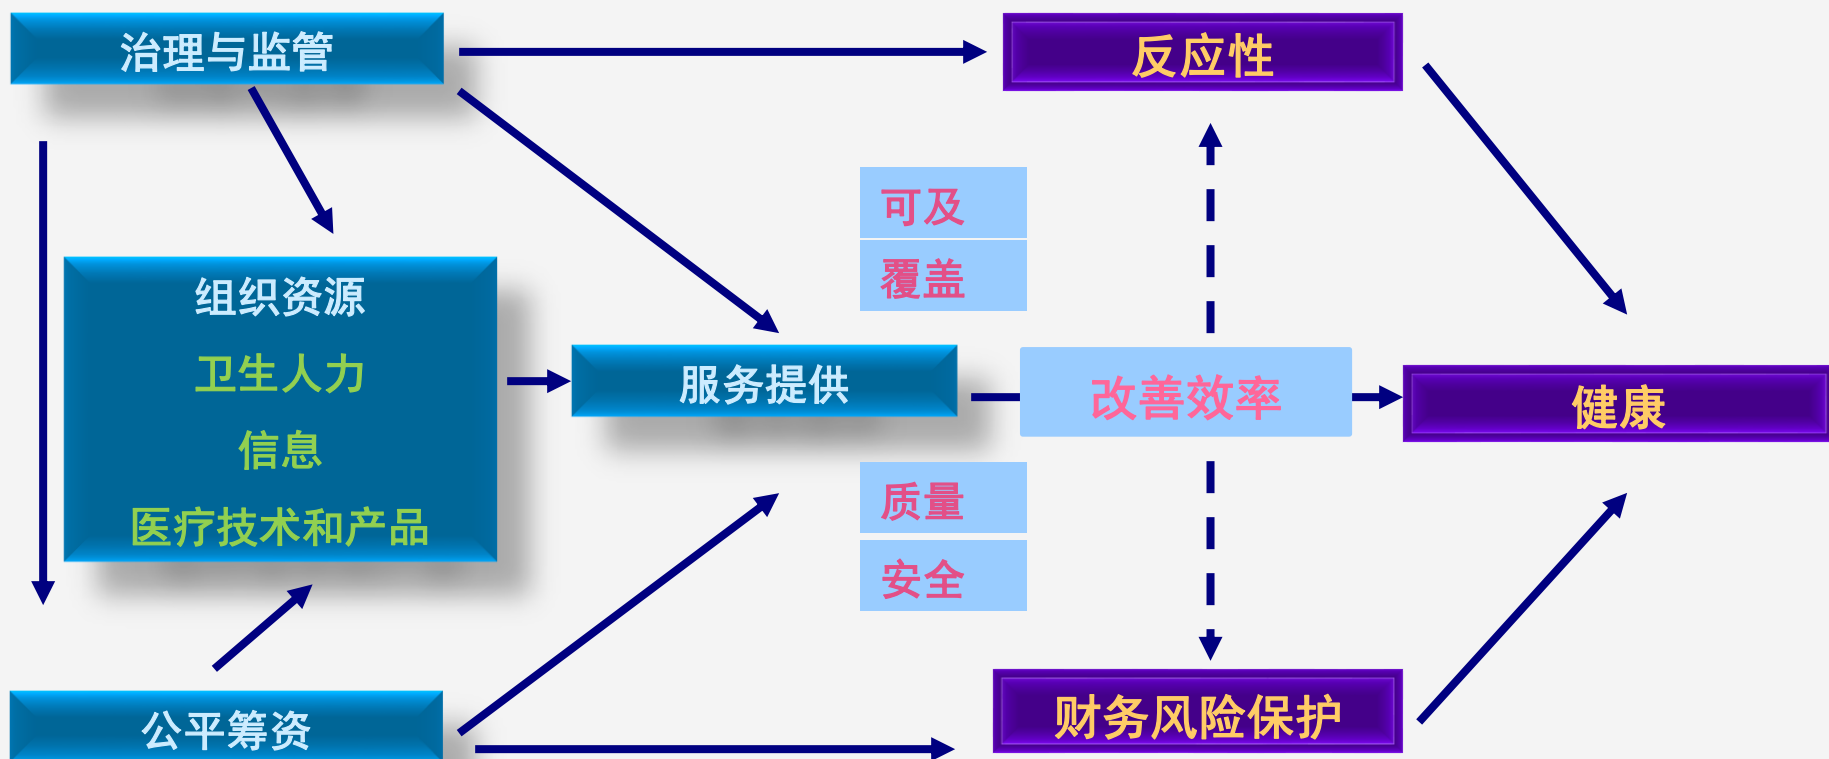 治理与监管
反应性
可及
覆盖
组织资源
卫生人力
信息
医疗技术和产品
服务提供
改善效率
健康
质量
安全
公平筹资
财务风险保护